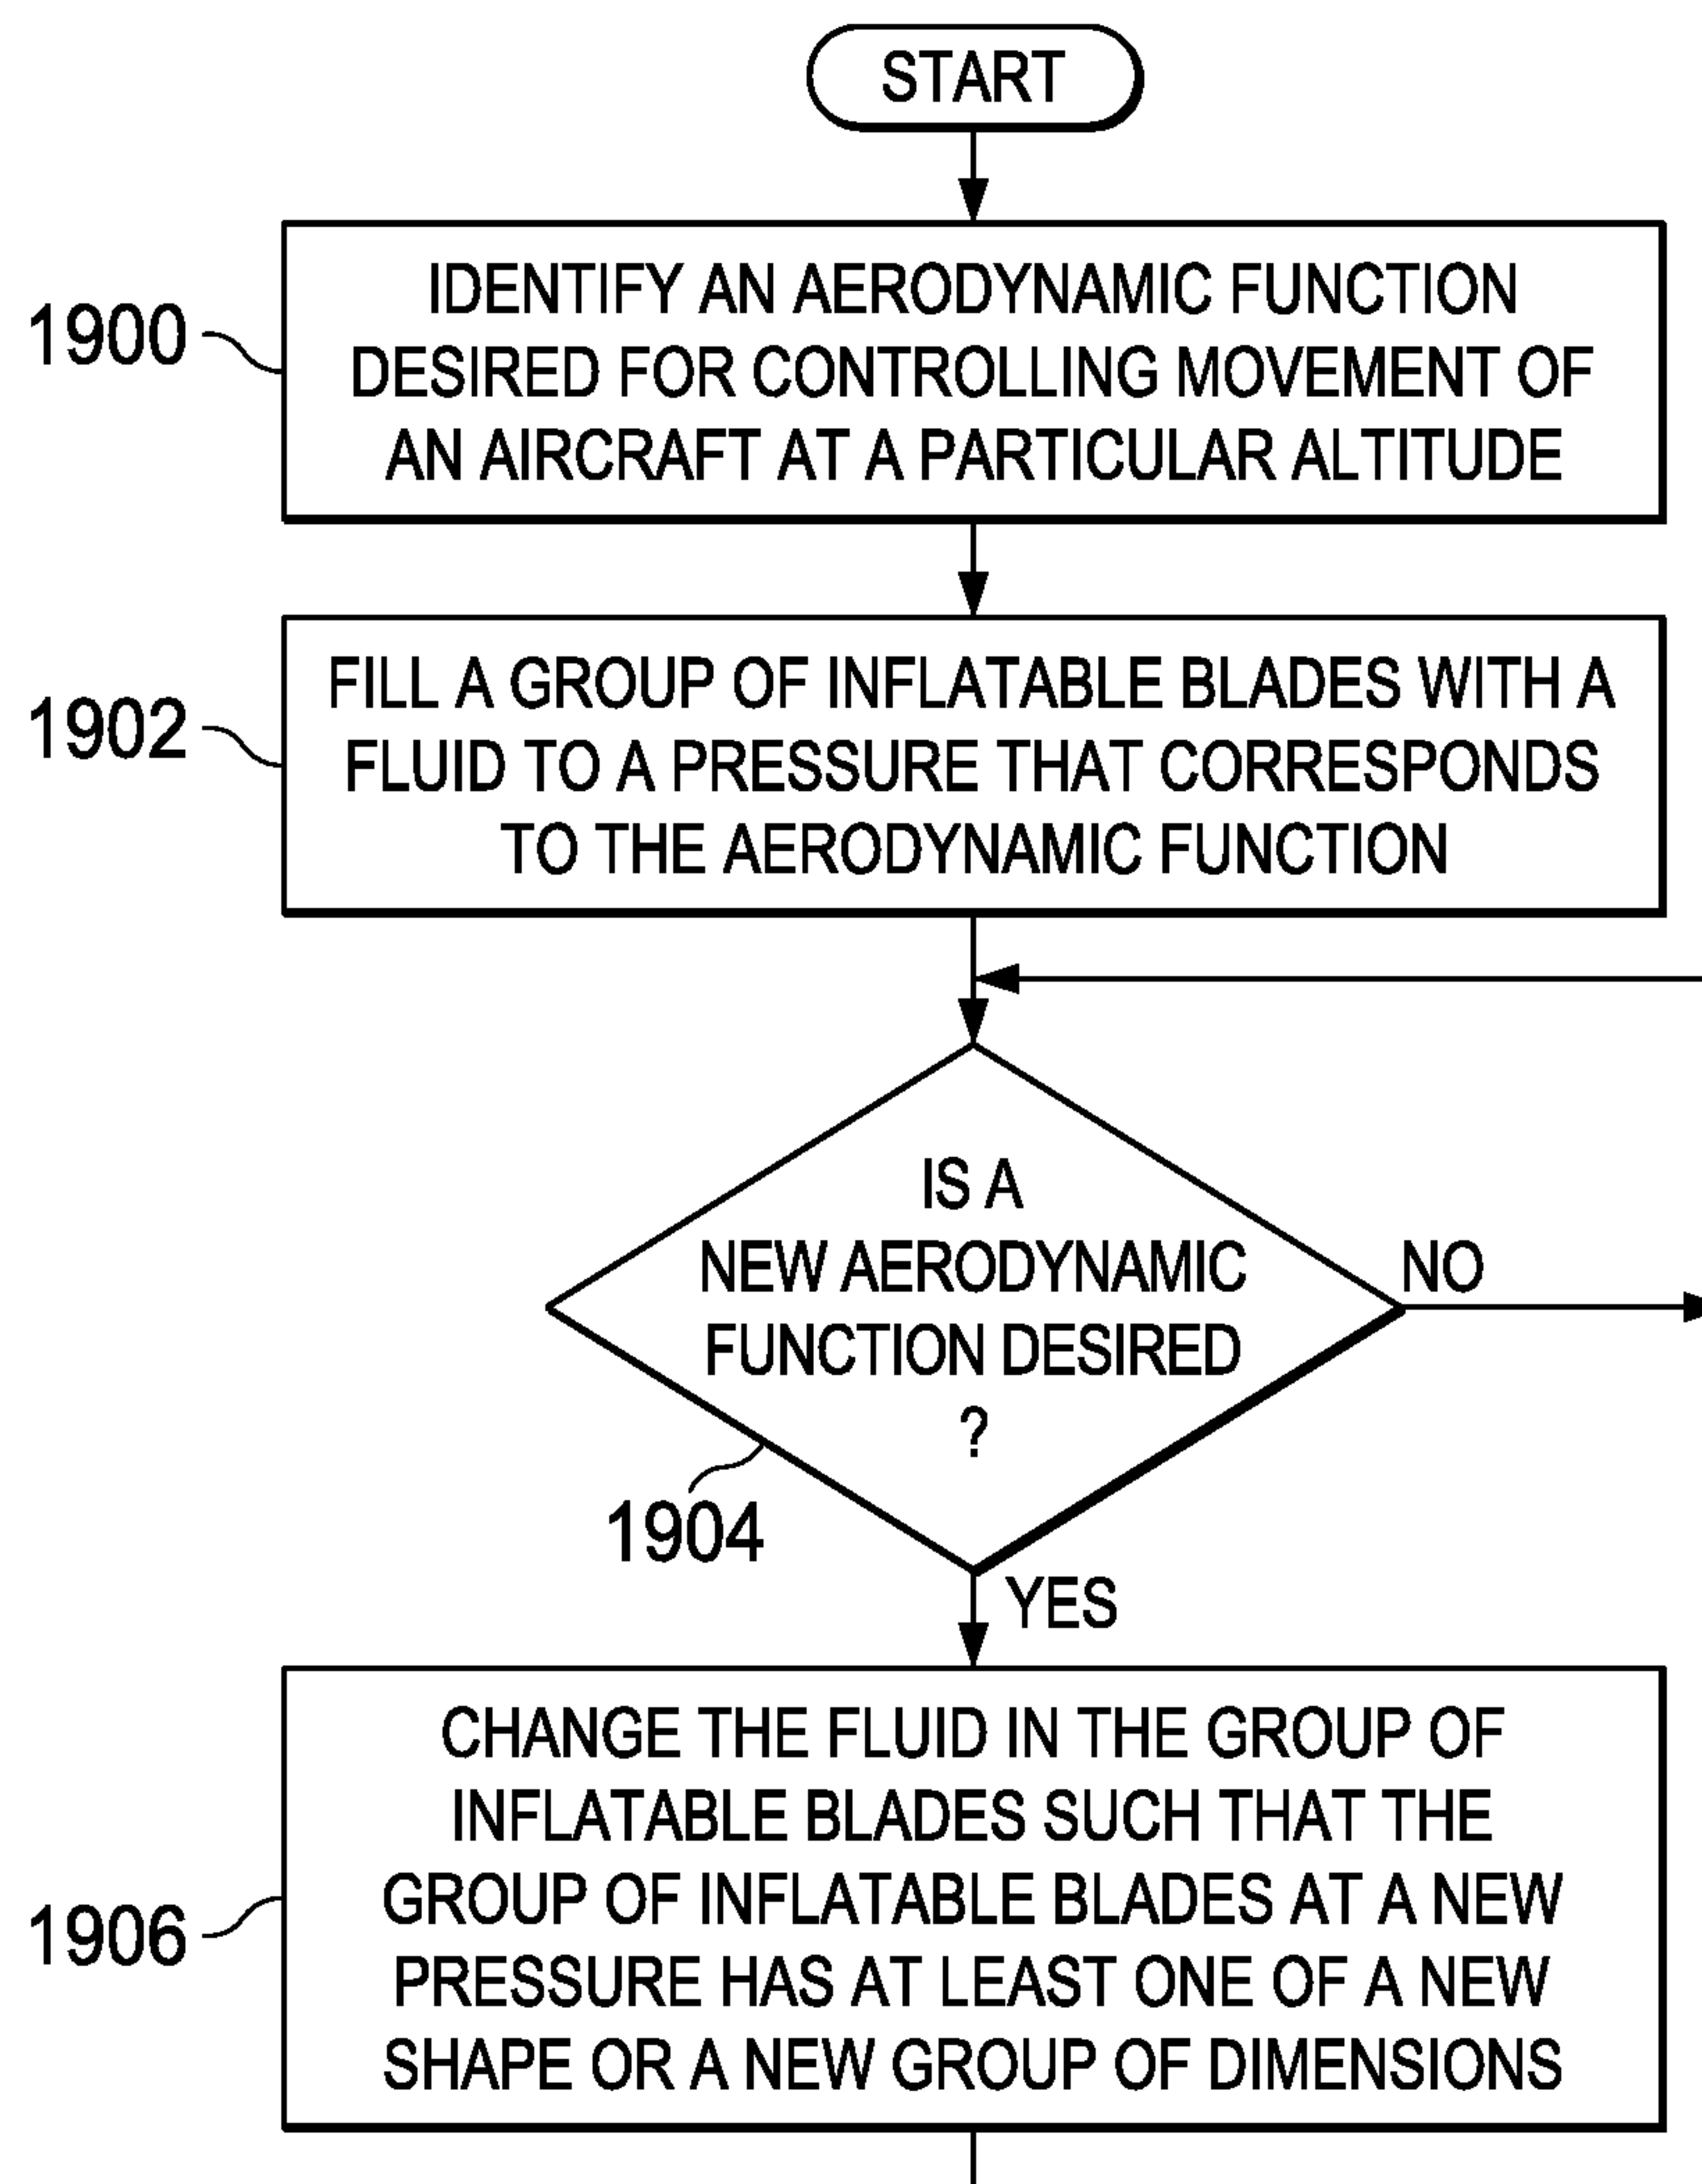 START
1900
IDENTIFY AN AERODYNAMIC FUNCTION
DESIRED FOR CONTROLLING MOVEMENT OF
AN AIRCRAFT AT A PARTICULAR ALTITUDE
1902
FILL A GROUP OF INFLATABLE BLADES WITH A
FLUID TO A PRESSURE THAT CORRESPONDS
TO THE AERODYNAMIC FUNCTION
IS A
NEW AERODYNAMIC
FUNCTION DESIRED
?
NO
1904
YES
1906
CHANGE THE FLUID IN THE GROUP OF
INFLATABLE BLADES SUCH THAT THE
GROUP OF INFLATABLE BLADES AT A NEW
PRESSURE HAS AT LEAST ONE OF A NEW
SHAPE OR A NEW GROUP OF DIMENSIONS